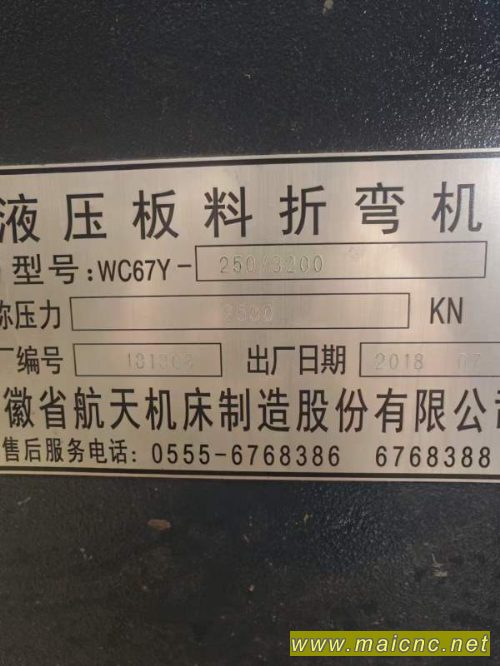 液压板料折弯机
型号:WC67Y-250/3200
称压力 2500 KN
厂编号 出厂日期 2018 07
徽省航天机床制造股份有限公司
售后服务电话: 0555-6768386 6768388
www.maicnc.net